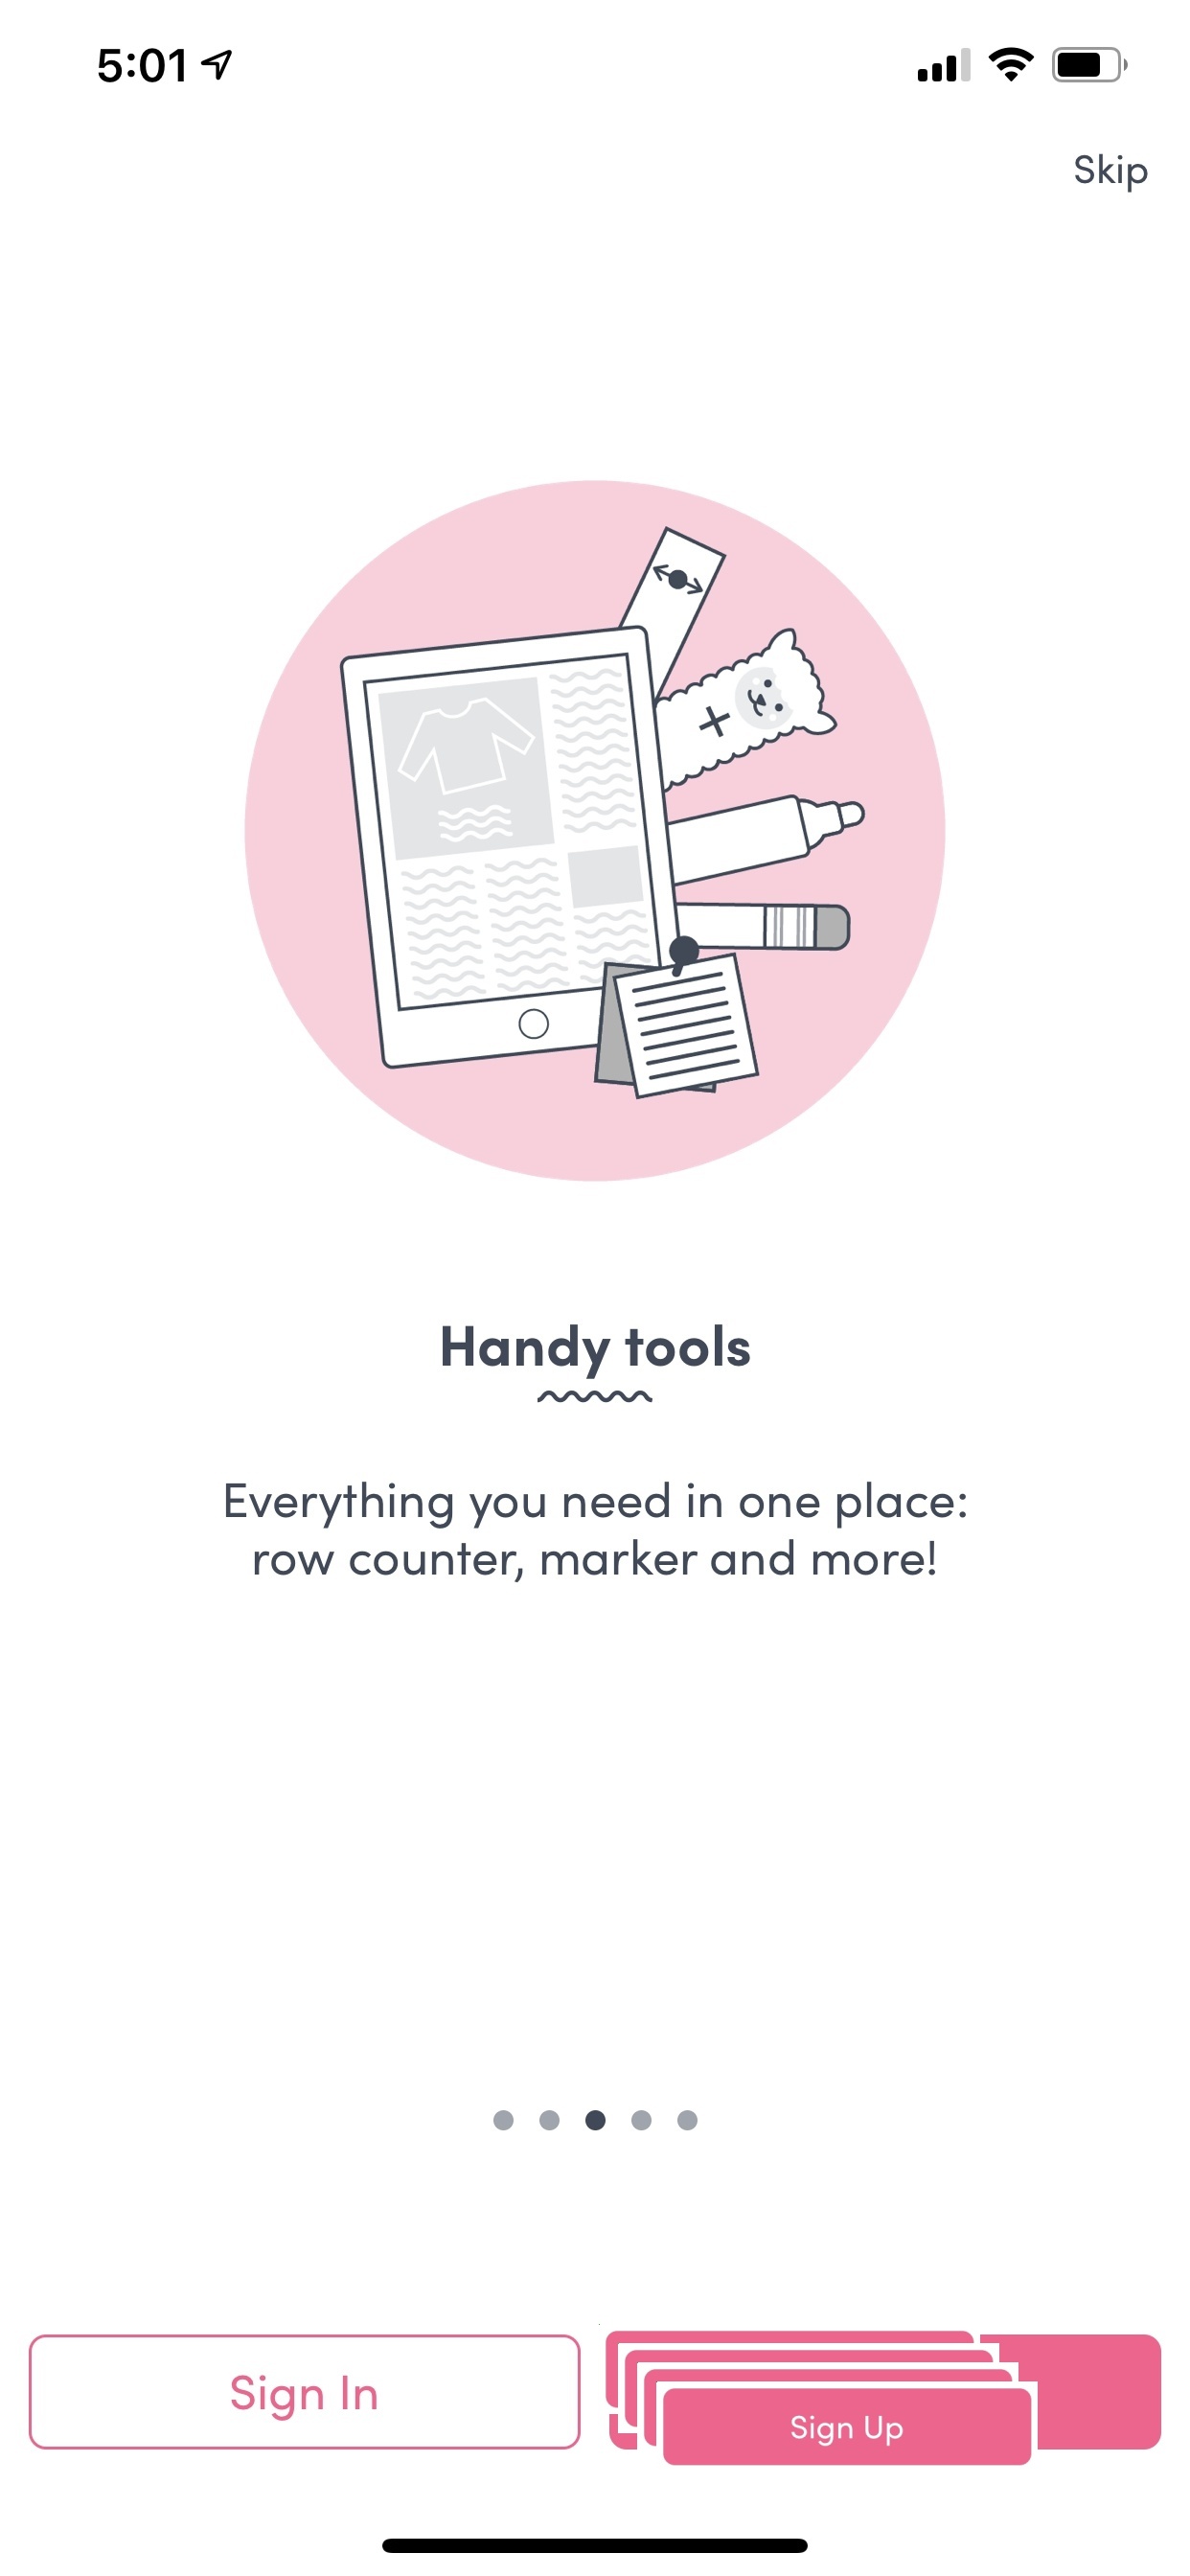 5:01
Skip
Handy tools
Everything you need in one place:
row counter, marker and more!
Sign In
Sign Up